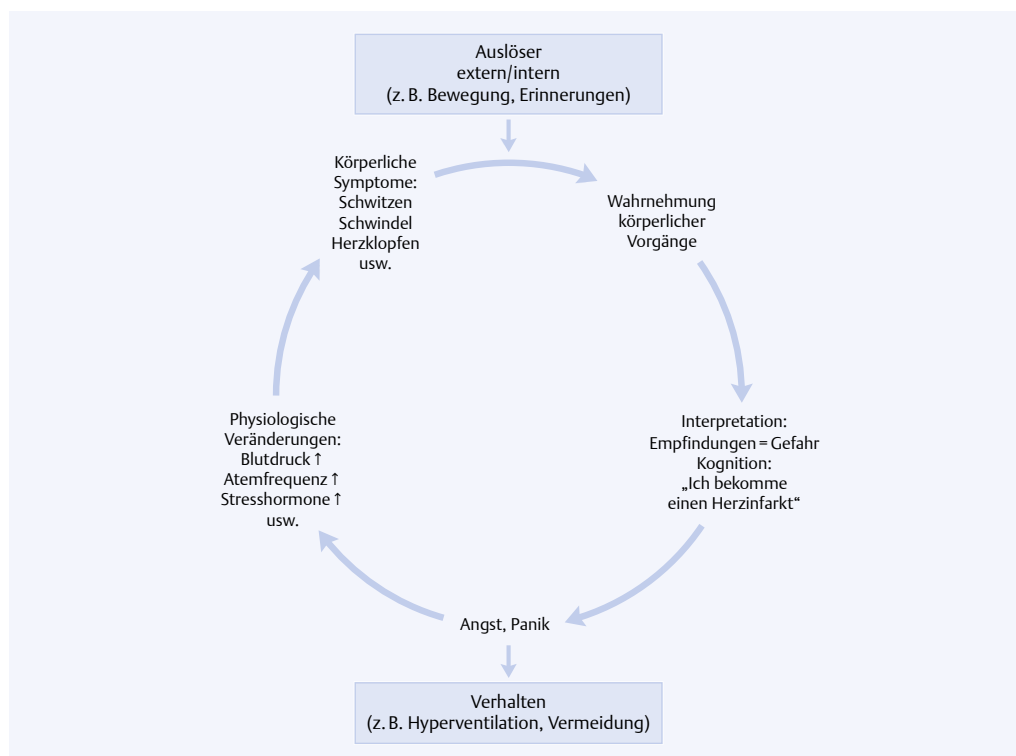 Auslöser
extern/intern
(z. B. Bewegung, Erinnerungen)
Körperliche
Symptome:
Schwitzen
Schwindel
Herzklopfen
usw.
Wahrnehmung
körperlicher
Vorgänge
Interpretation:
Empfindungen = Gefahr
Kognition:
„Ich bekomme
einen Herzinfarkt“
Angst, Panik
Physiologische
Veränderungen:
Blutdruck ↑
Atemfrequenz ↑
Stresshormone ↑
usw.
Verhalten
(z. B. Hyperventilation, Vermeidung)